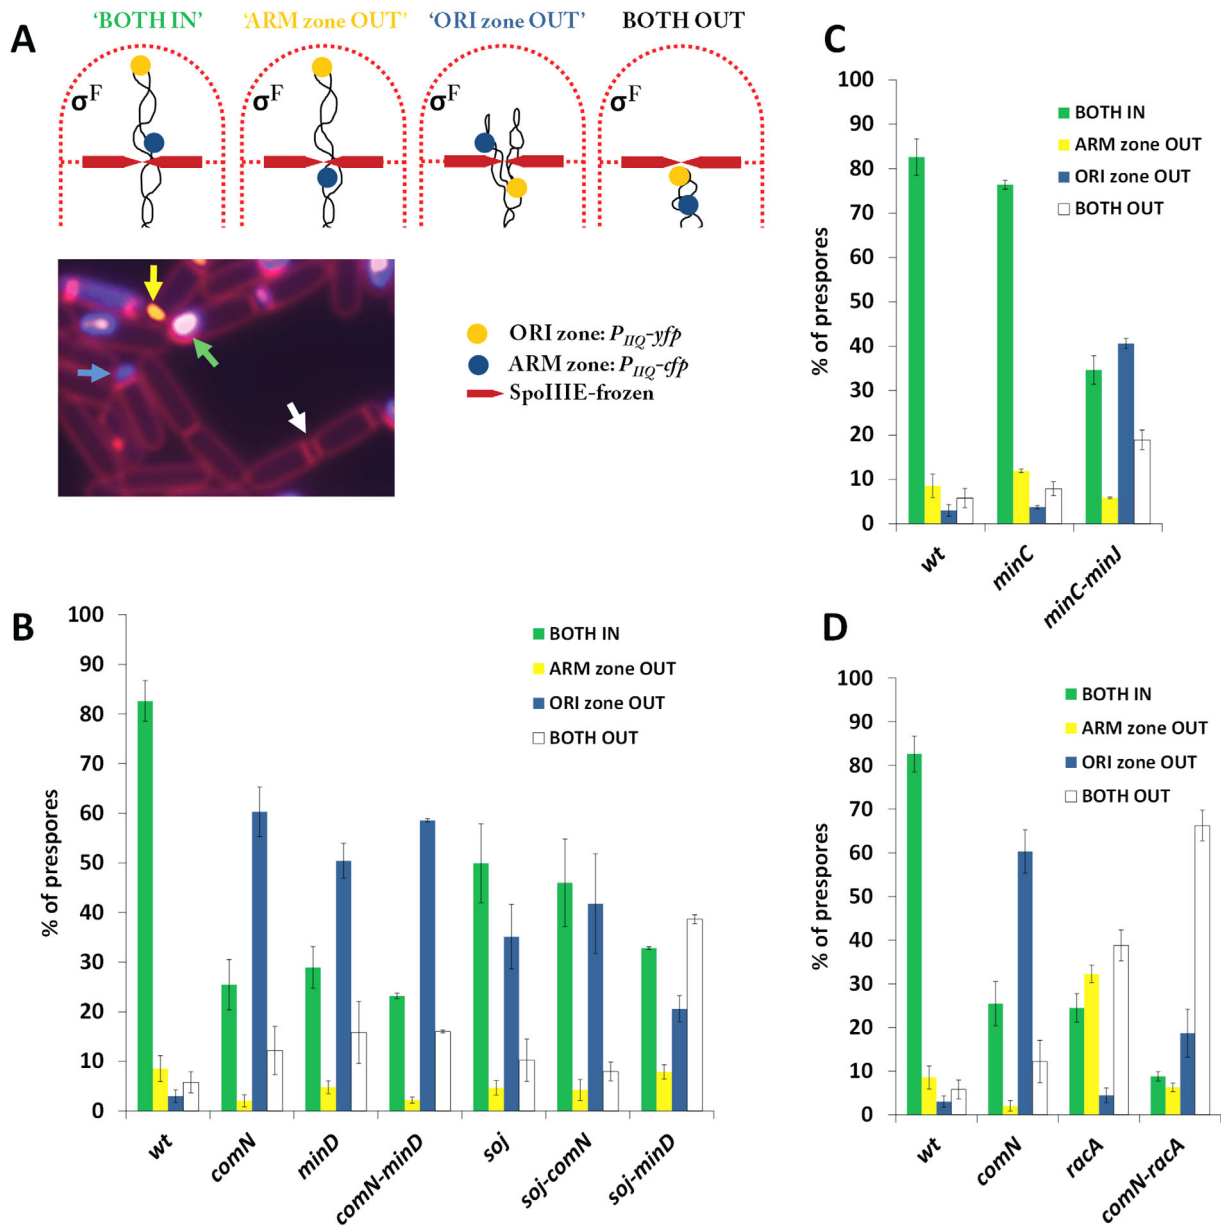 A
'BOTH IN'
'ARM zone OUT'
'ORI zone OUT'
BOTH OUT
σF
σF
σF
σF
ORI zone: PIIQ-yfp
ARM zone: PIIQ-cfp
SpoIIIE-frozen
C
100
90
80
70
60
50
40
30
20
10
0
% of prespores
BOTH IN
ARM zone OUT
ORI zone OUT
BOTH OUT
wt
minC
minC-minJ
B
100
90
80
70
60
50
40
30
20
10
0
% of prespores
BOTH IN
ARM zone OUT
ORI zone OUT
BOTH OUT
wt
comN
minD
comN-minD
soj
soj-comN
soj-minD
D
100
90
80
70
60
50
40
30
20
10
0
% of prespores
BOTH IN
ARM zone OUT
ORI zone OUT
BOTH OUT
wt
comN
racA
comN-racA